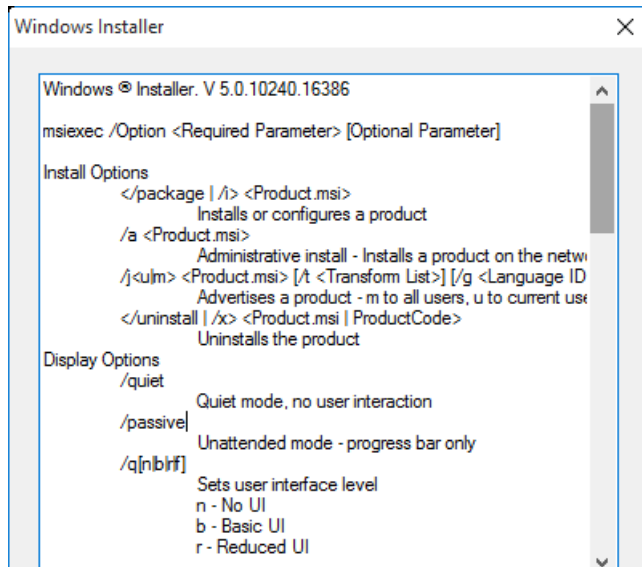 Windows Installer
Windows ® Installer. V 5.0.10240.16386
msiexec /Option <Required Parameter> [Optional Parameter]
Install Options
</package | /i> <Product.msi>
Installs or configures a product
/a <Product.msi>
Administrative install - Installs a product on the netw
/j<u|m> <Product.msi> [/t <Transform List>] [/g <Language ID
Advertises a product - m to all users, u to current use
</uninstall | /x> <Product.msi | ProductCode>
Uninstalls the product
Display Options
/quiet
Quiet mode, no user interaction
/passive
Unattended mode - progress bar only
/q[n|b|r|f]
Sets user interface level
n - No UI
b - Basic UI
r - Reduced UI